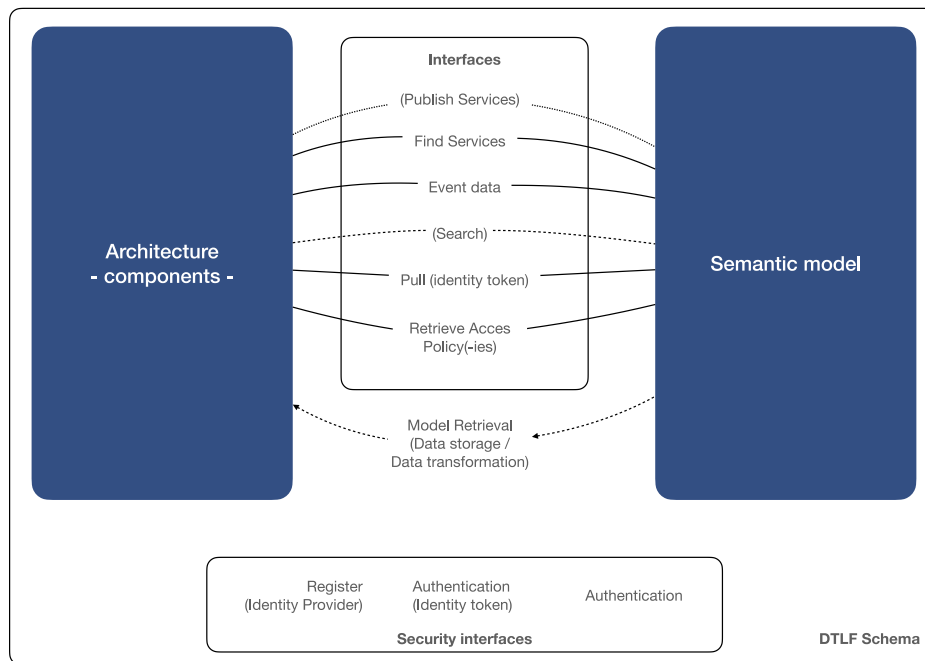 Interfaces
(Publish Services)
Find Services
Event data
(Search)
Pull (identity token)
Retrieve Acces
Policy(-ies)
Architecture
- components -
Semantic model
Model Retrieval
(Data storage /
Data transformation)
Register
(Identity Provider)
Authentication
(Identity token)
Authentication
Security interfaces
DTLF Schema